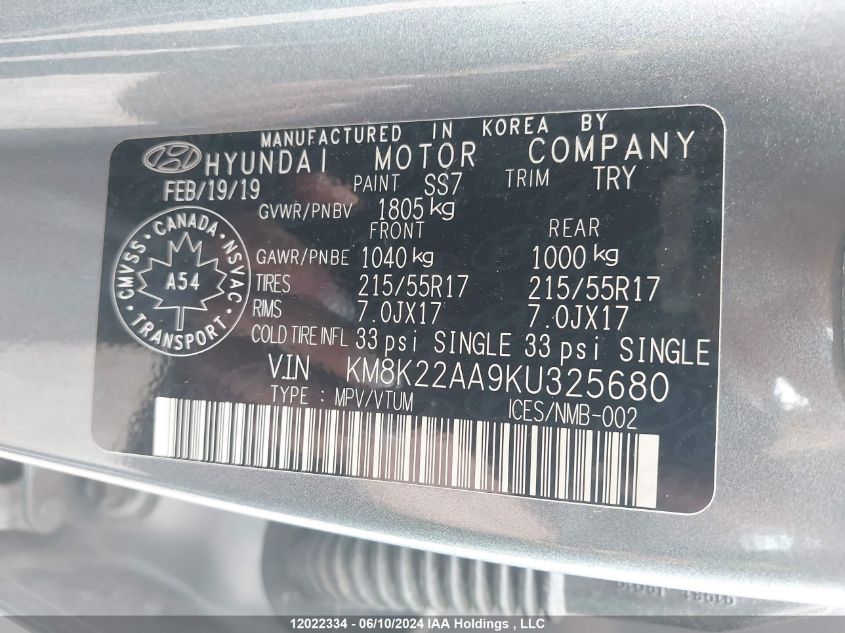 MANUFACTURED IN KOREA BY
HYUNDAI MOTOR COMPANY
FEB/19/19 PAINT SS7 TRIM TRY
GVWR/PNBV 1805 kg
FRONT REAR
GAWR/PNBE 1040 kg 1000 kg
TIRES 215/55R17 215/55R17
RIMS 7.0JX17 7.0JX17
COLD TIRE INFL 33 psi SINGLE 33 psi SINGLE
V.I.N KM8K22AA9KU325680
TYPE : MPV/VTUM ICES/NMB-002
CMVSS · CANADA · NSVAC · TRANSPORT ·
A54
12022334 - 06/10/2024 IAA Holdings , LLC